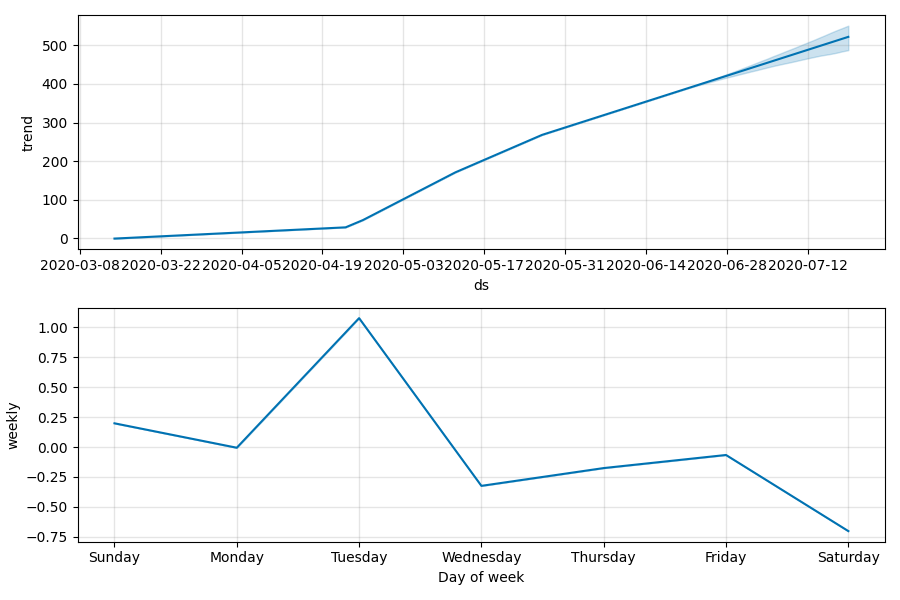 500
400
300
200
100
0
trend
2020-03-08 2020-03-22 2020-04-05 2020-04-19 2020-05-03 2020-05-17 2020-05-31 2020-06-14 2020-06-28 2020-07-12
ds
1.00
0.75
0.50
0.25
0.00
−0.25
−0.50
−0.75
weekly
Sunday Monday Tuesday Wednesday Thursday Friday Saturday
Day of week